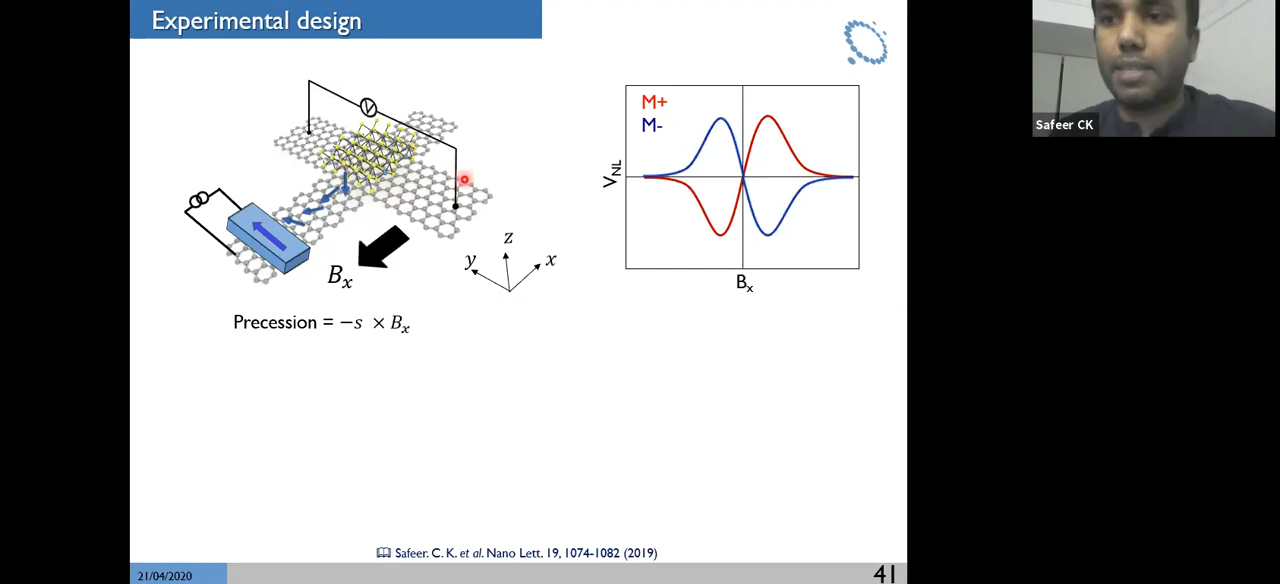 Experimental design
V
M+
M-
V_NL
B_x
z
y
x
B_x
Precession = −s × B_x
Safeer CK
Safeer. C. K. et al. Nano Lett. 19, 1074-1082 (2019)
21/04/2020
41